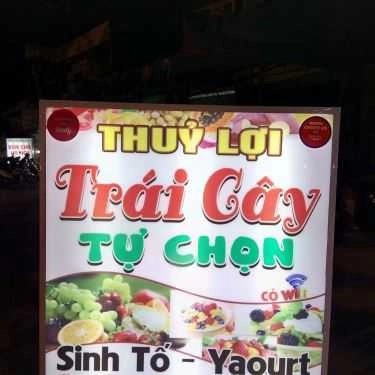 THUỶ LỢI
Trái Cây
TỰ CHỌN
CÓ WIFI
Sinh Tố - Yaourt